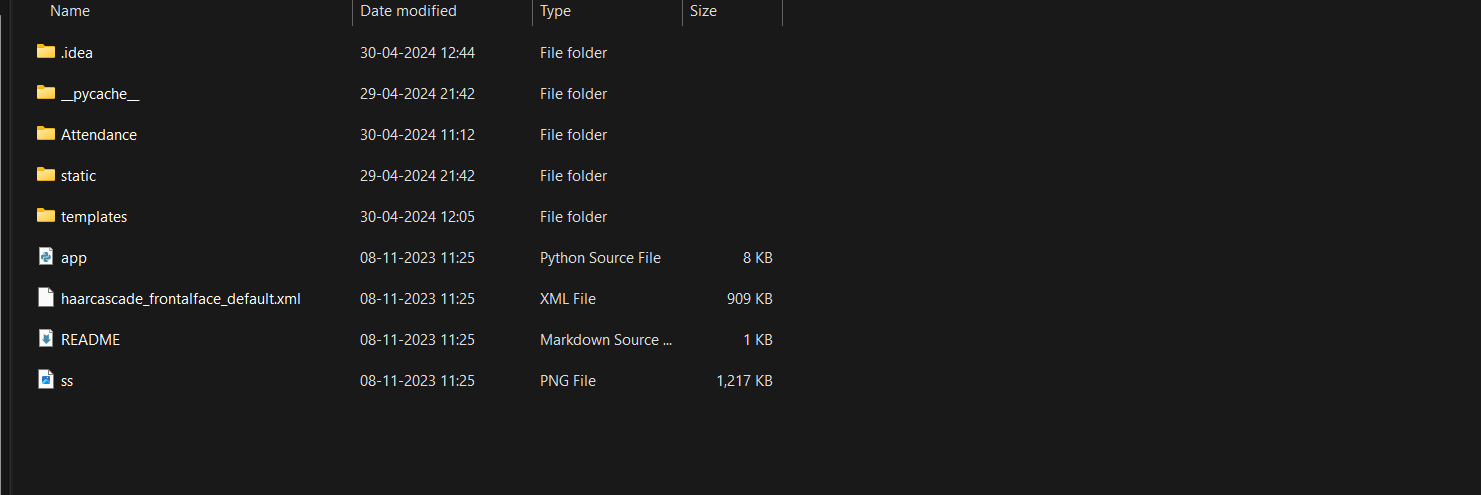 Name Date modified Type Size
.idea 30-04-2024 12:44 File folder
__pycache__ 29-04-2024 21:42 File folder
Attendance 30-04-2024 11:12 File folder
static 29-04-2024 21:42 File folder
templates 30-04-2024 12:05 File folder
app 08-11-2023 11:25 Python Source File 8 KB
haarcascade_frontalface_default.xml 08-11-2023 11:25 XML File 909 KB
README 08-11-2023 11:25 Markdown Source ... 1 KB
ss 08-11-2023 11:25 PNG File 1,217 KB